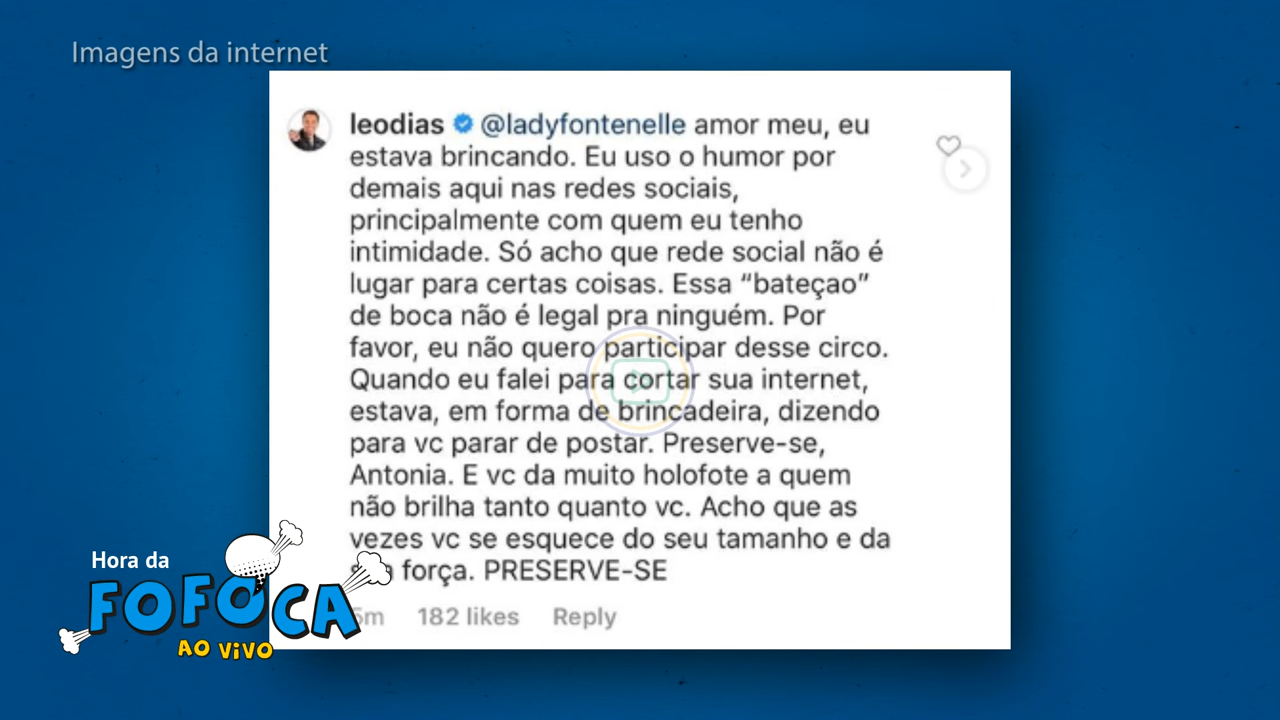 Imagens da internet
leodias @ladyfontenelle amor meu, eu
estava brincando. Eu uso o humor por
demais aqui nas redes sociais,
principalmente com quem eu tenho
intimidade. Só acho que rede social não é
lugar para certas coisas. Essa “bateçao”
de boca não é legal pra ninguém. Por
favor, eu não quero participar desse circo.
Quando eu falei para cortar sua internet,
estava, em forma de brincadeira, dizendo
para vc parar de postar. Preserve-se,
Antonia. E vc da muito holofote a quem
não brilha tanto quanto vc. Acho que as
vezes vc se esquece do seu tamanho e da
força. PRESERVE-SE
5m 182 likes Reply
Hora da
FOFOCA
AO ViVO